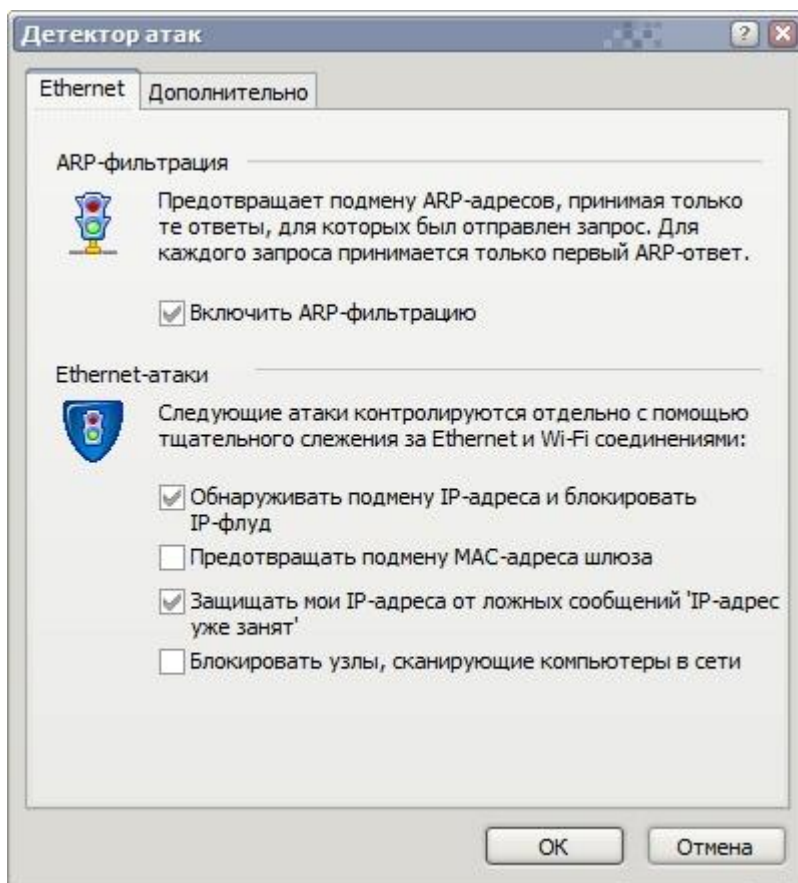 Детектор атак
Ethernet Дополнительно
ARP-фильтрация
Предотвращает подмену ARP-адресов, принимая только
те ответы, для которых был отправлен запрос. Для
каждого запроса принимается только первый ARP-ответ.
Включить ARP-фильтрацию
Ethernet-атаки
Следующие атаки контролируются отдельно с помощью
тщательного слежения за Ethernet и Wi-Fi соединениями:
Обнаруживать подмену IP-адреса и блокировать
IP-флуд
Предотвращать подмену MAC-адреса шлюза
Защищать мои IP-адреса от ложных сообщений 'IP-адрес
уже занят'
Блокировать узлы, сканирующие компьютеры в сети
OK Отмена